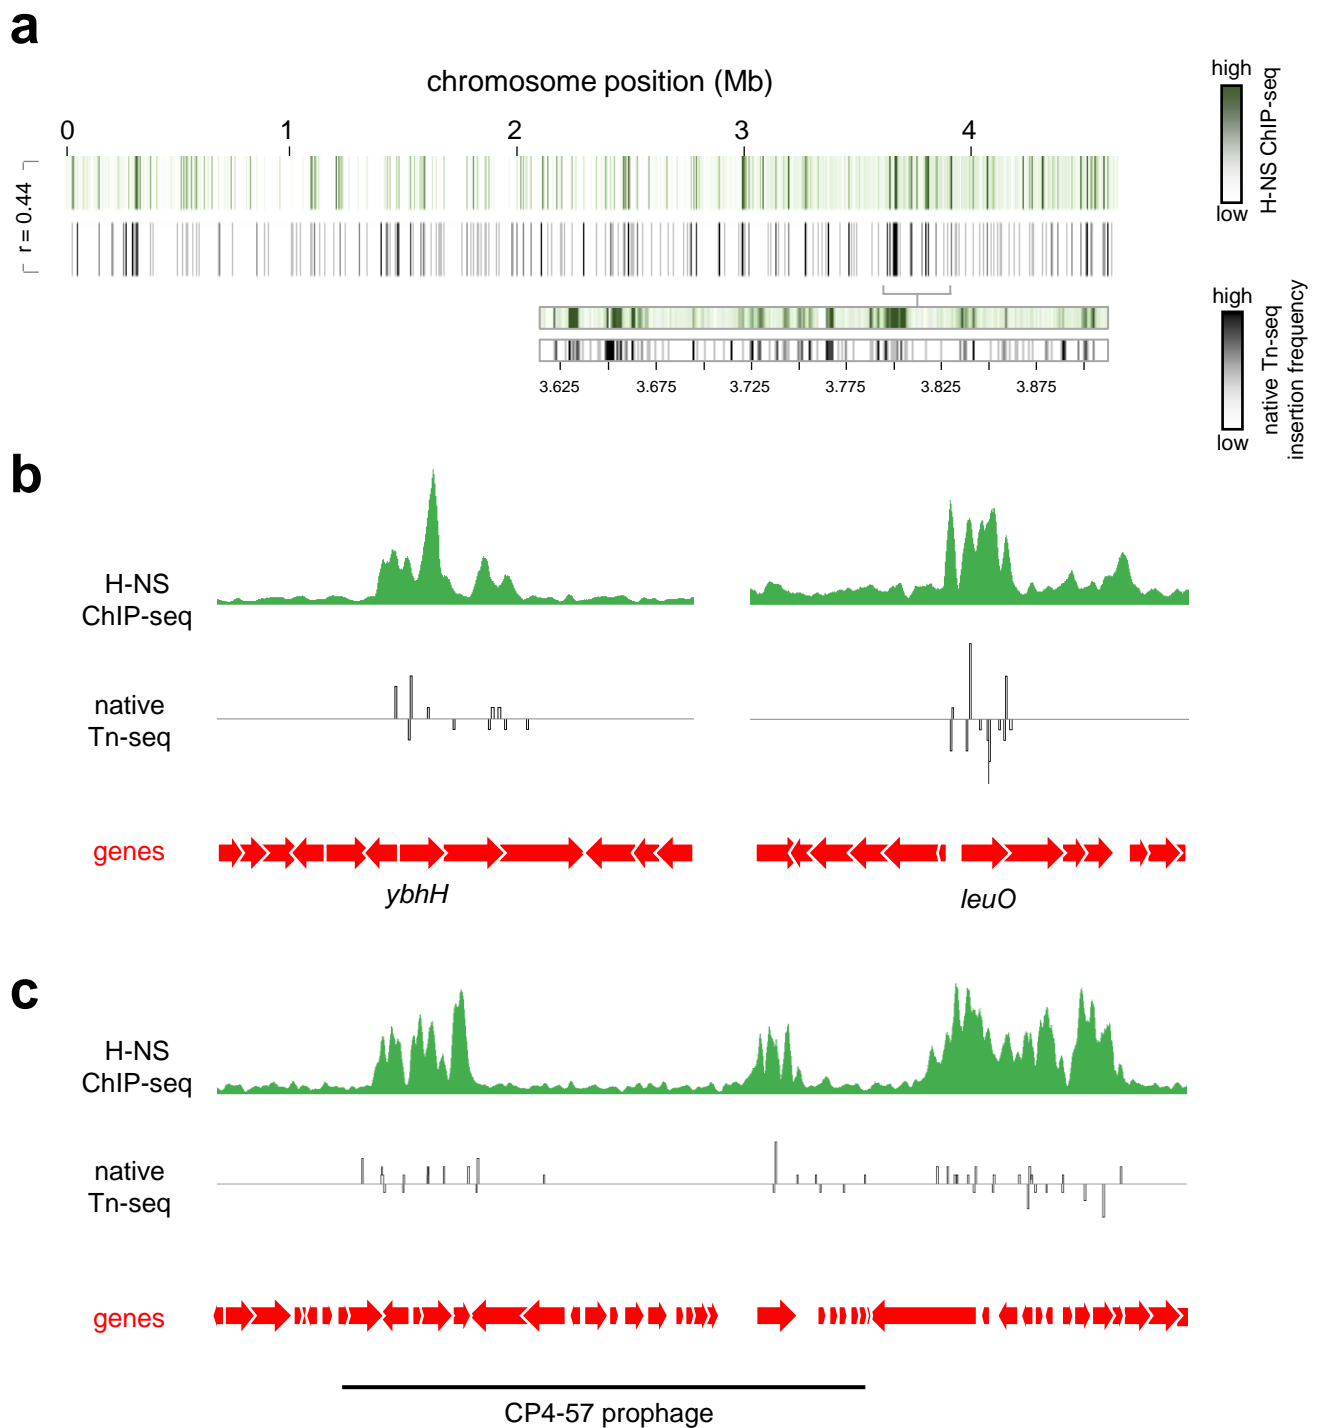 a
chromosome position (Mb)
0 1 2 3 4
r = 0.44
high
low
H-NS ChIP-seq
high
low
native Tn-seq
insertion frequency
3.625 3.675 3.725 3.775 3.825 3.875
b
H-NS
ChIP-seq
native
Tn-seq
genes
ybhH
leuO
c
H-NS
ChIP-seq
native
Tn-seq
genes
CP4-57 prophage